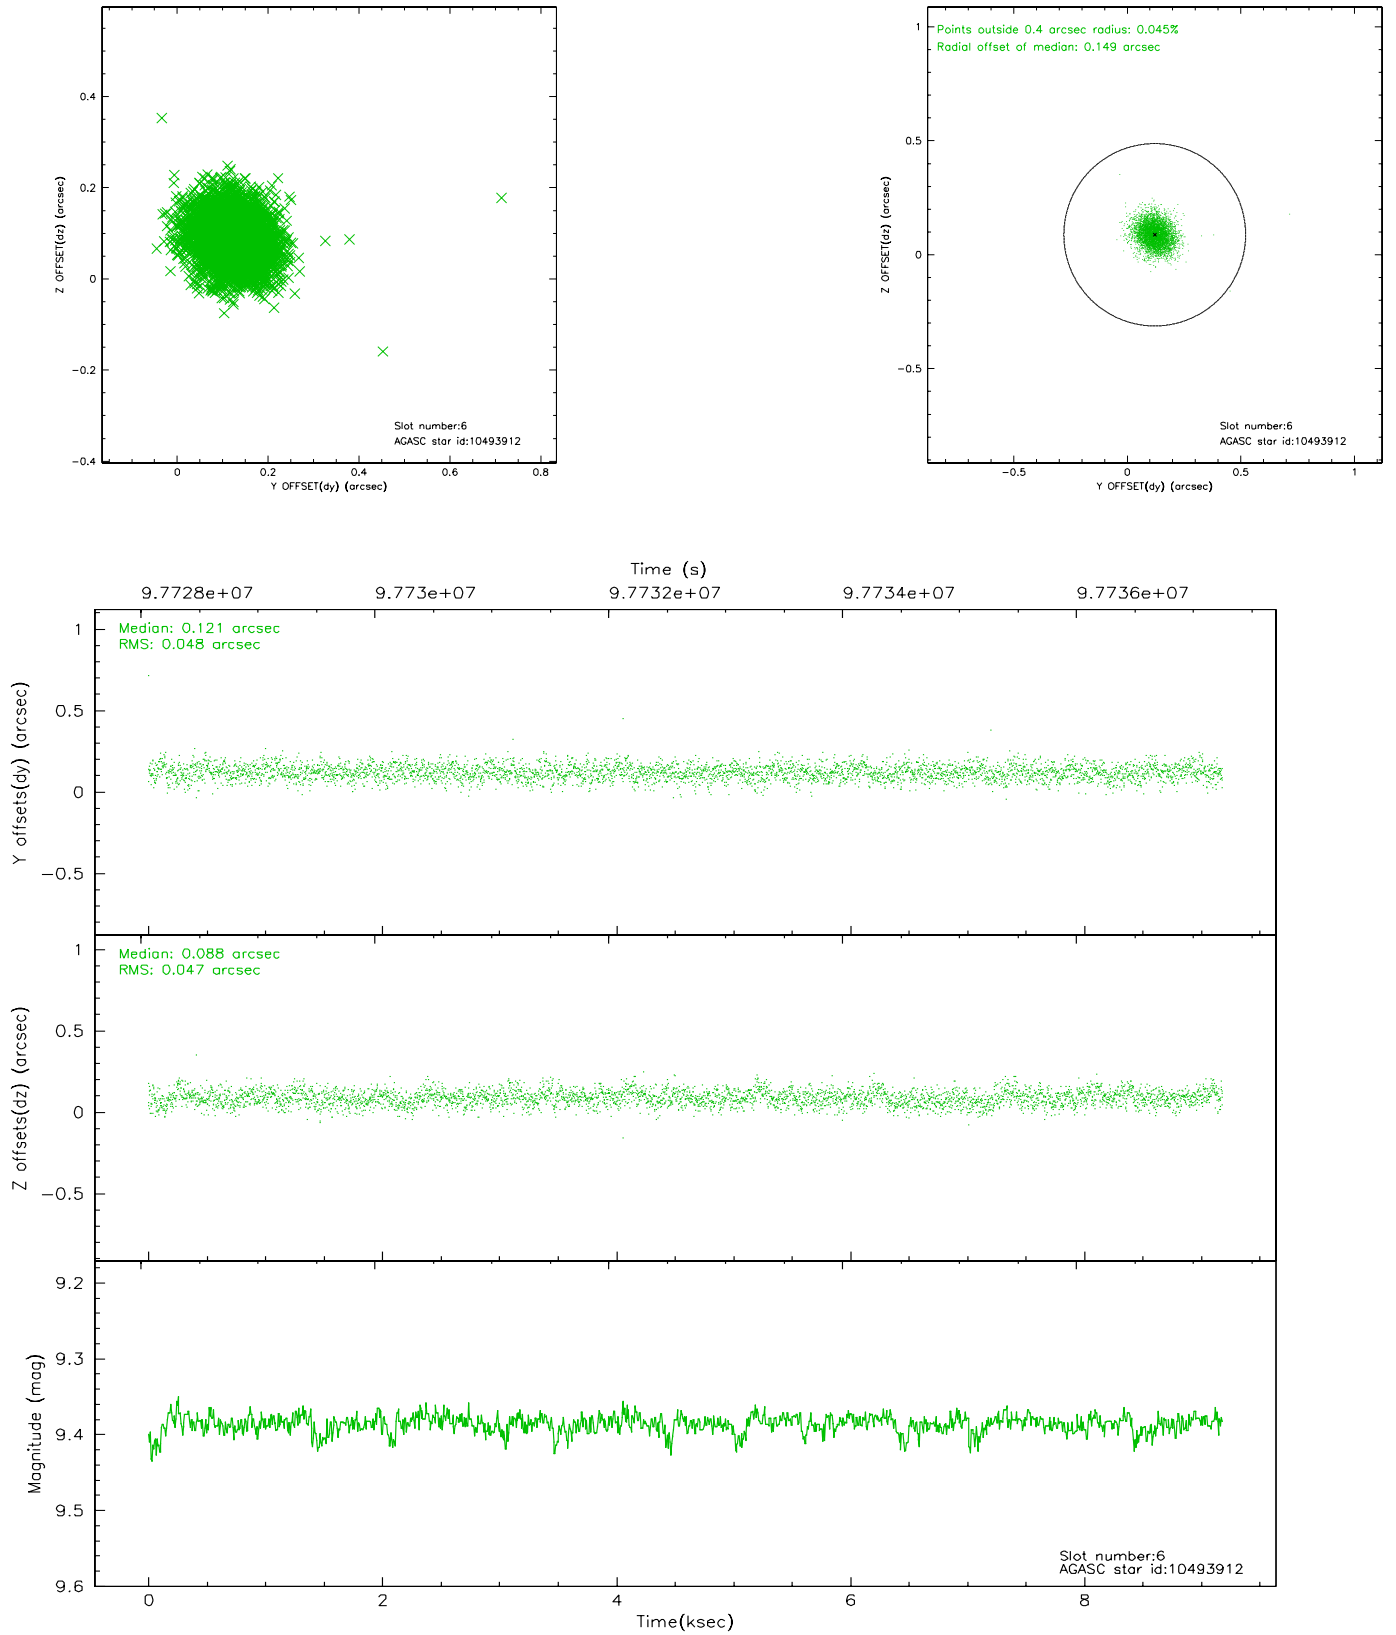 0.4
0.2
0
−0.2
−0.4
Z OFFSET(dz) (arcsec)
Slot number:6
AGASC star id:10493912
0 0.2 0.4 0.6 0.8
Y OFFSET(dy) (arcsec)
Points outside 0.4 arcsec radius: 0.045%
Radial offset of median: 0.149 arcsec
1
0.5
0
−0.5
Z OFFSET(dz) (arcsec)
Slot number:6
AGASC star id:10493912
−0.5 0 0.5 1
Y OFFSET(dy) (arcsec)
Time (s)
9.7728e+07 9.773e+07 9.7732e+07 9.7734e+07 9.7736e+07
Median: 0.121 arcsec
RMS: 0.048 arcsec
1
0.5
0
−0.5
Y offsets(dy) (arcsec)
Median: 0.088 arcsec
RMS: 0.047 arcsec
1
0.5
0
−0.5
Z offsets(dz) (arcsec)
9.2
9.3
9.4
9.5
9.6
Magnitude (mag)
Slot number:6
AGASC star id:10493912
0 2 4 6 8
Time(ksec)